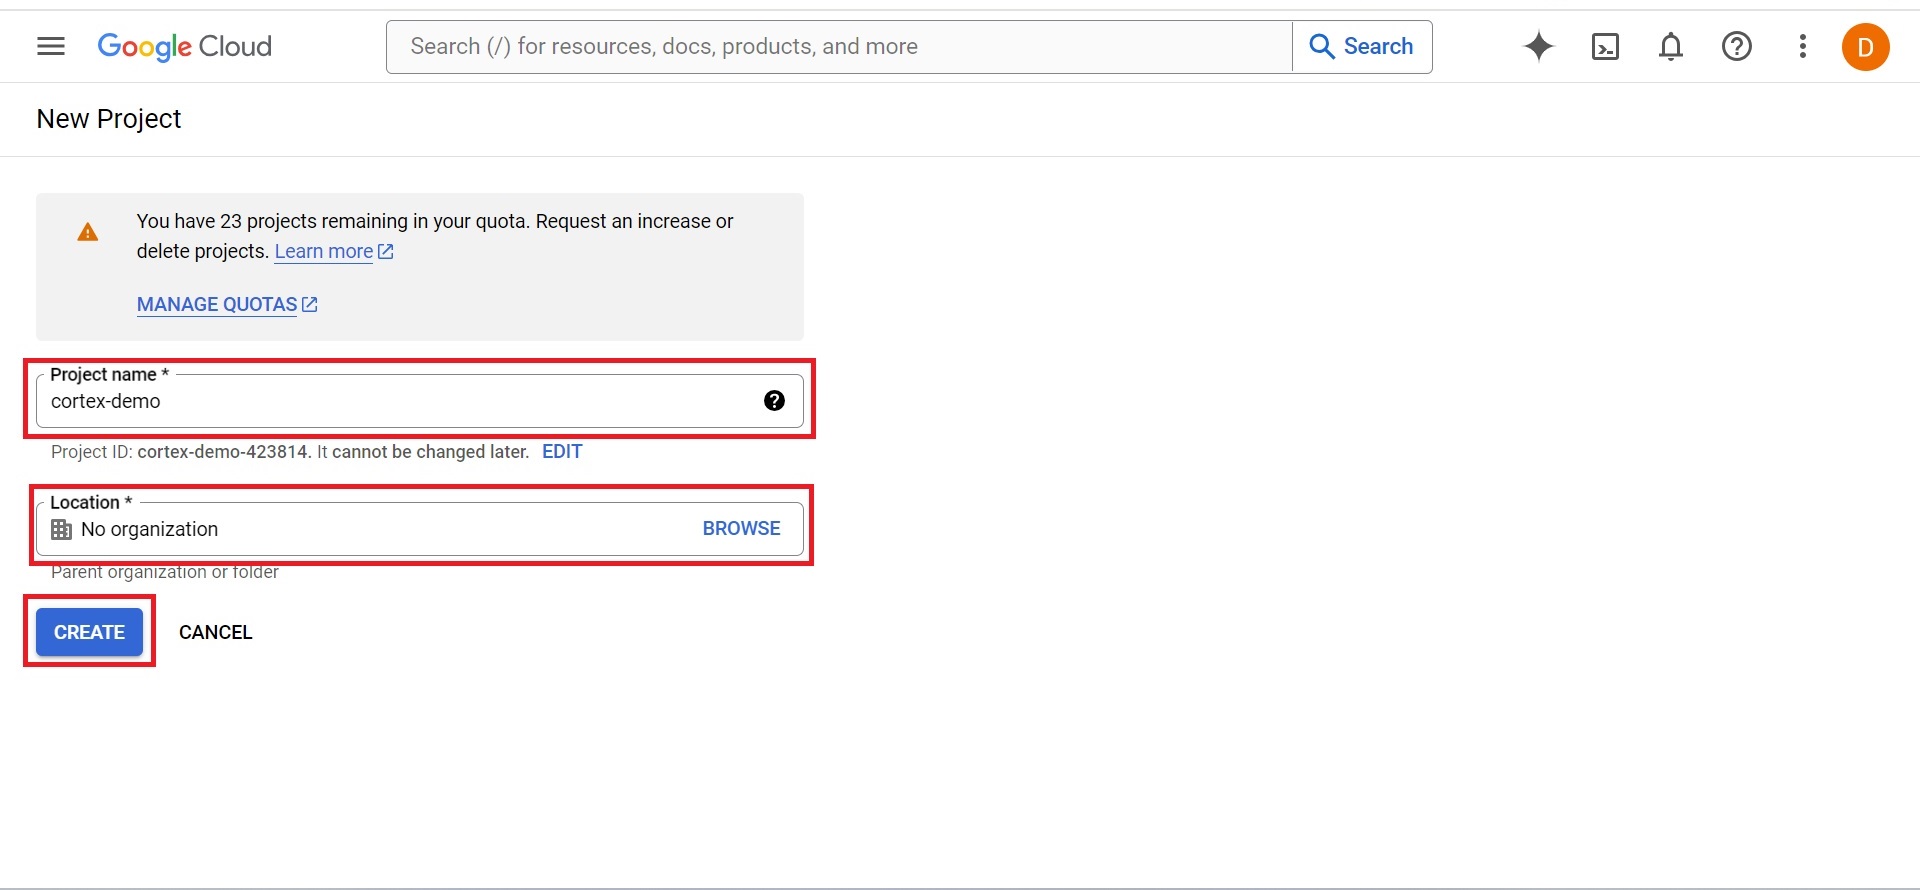 Google Cloud
Search (/) for resources, docs, products, and more
Search
D
New Project
You have 23 projects remaining in your quota. Request an increase or
delete projects. Learn more
MANAGE QUOTAS
Project name *
cortex-demo
Project ID: cortex-demo-423814. It cannot be changed later. EDIT
Location *
No organization
BROWSE
Parent organization or folder
CREATE
CANCEL